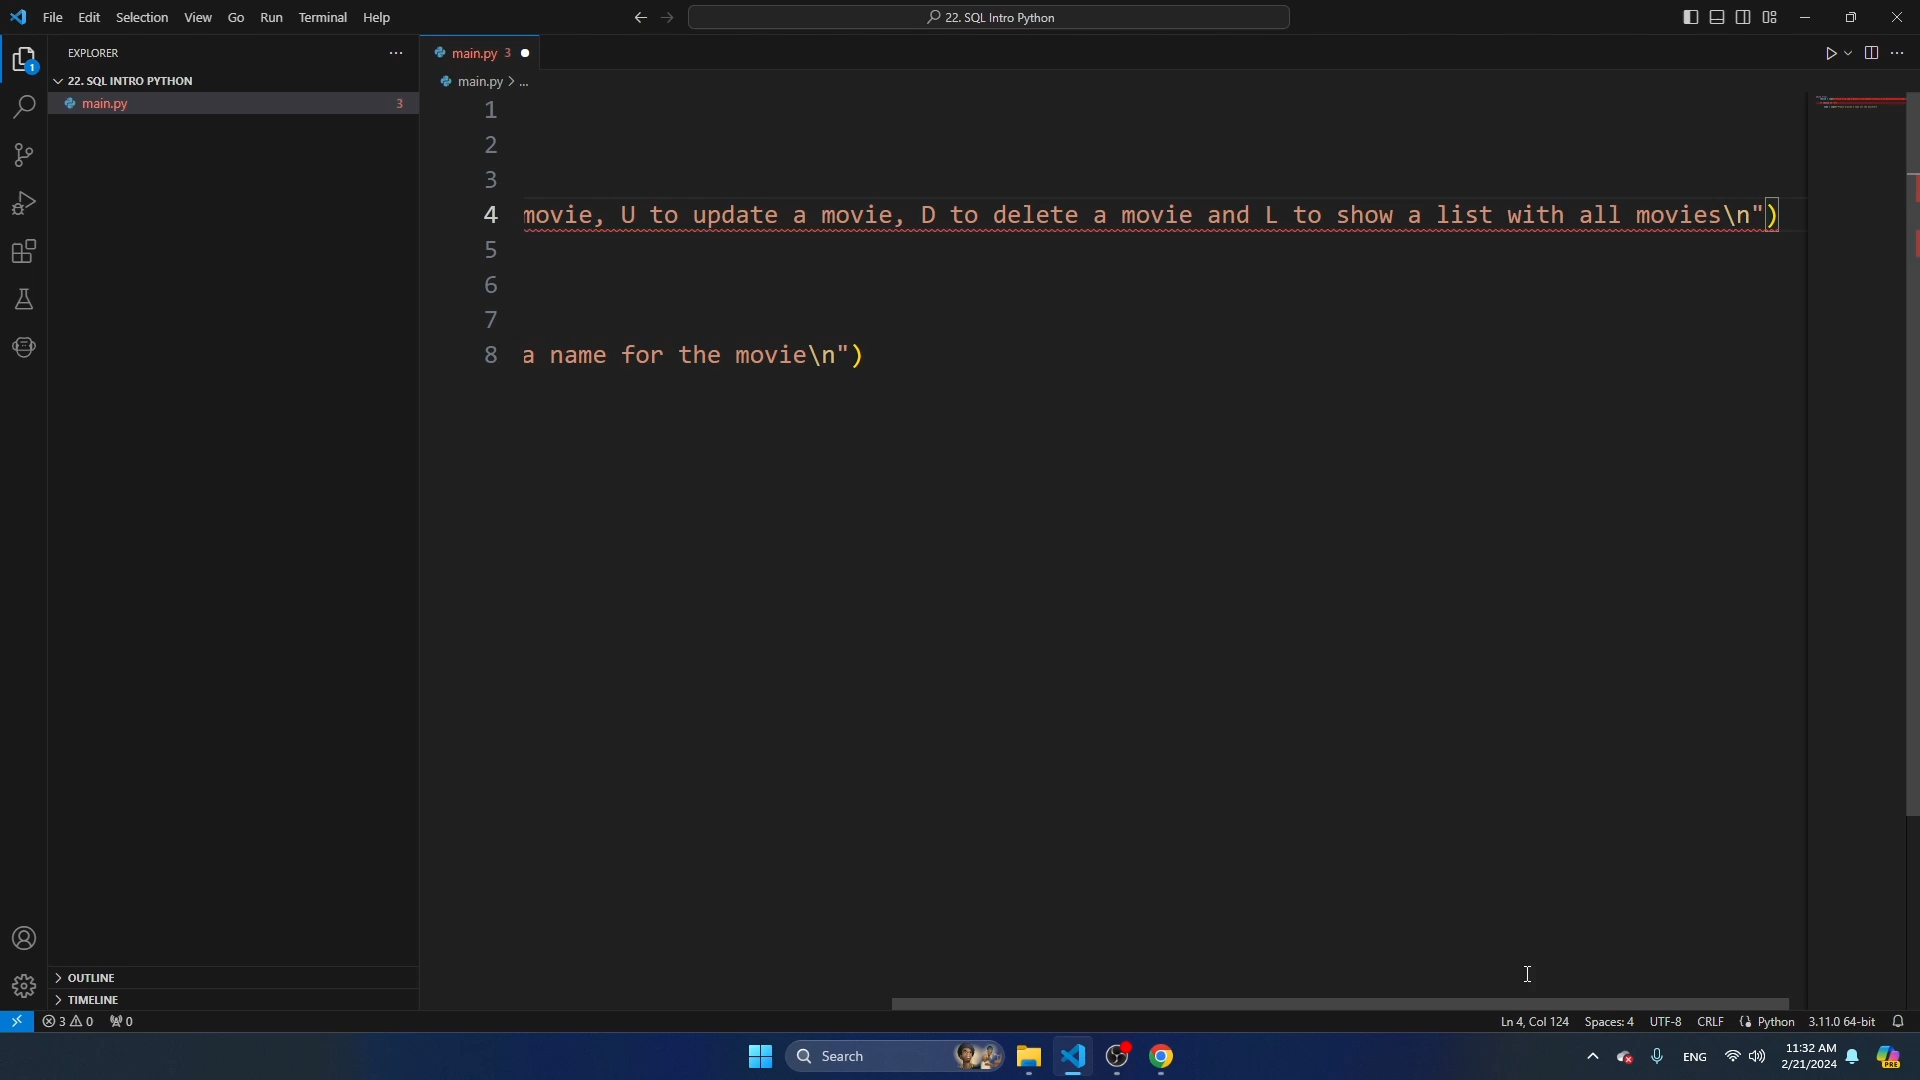 File Edit Selection View Go Run Terminal Help
22. SQL Intro Python
EXPLORER
22. SQL INTRO PYTHON
main.py 3
1
main.py 3
main.py > ...
1
2
3
4 movie, U to update a movie, D to delete a movie and L to show a list with all movies\n")
5
6
7
8 a name for the movie\n")
OUTLINE
TIMELINE
3 0 0
Ln 4, Col 124 Spaces: 4 UTF-8 CRLF Python 3.11.0 64-bit
Search
ENG
11:32 AM
2/21/2024
PRE